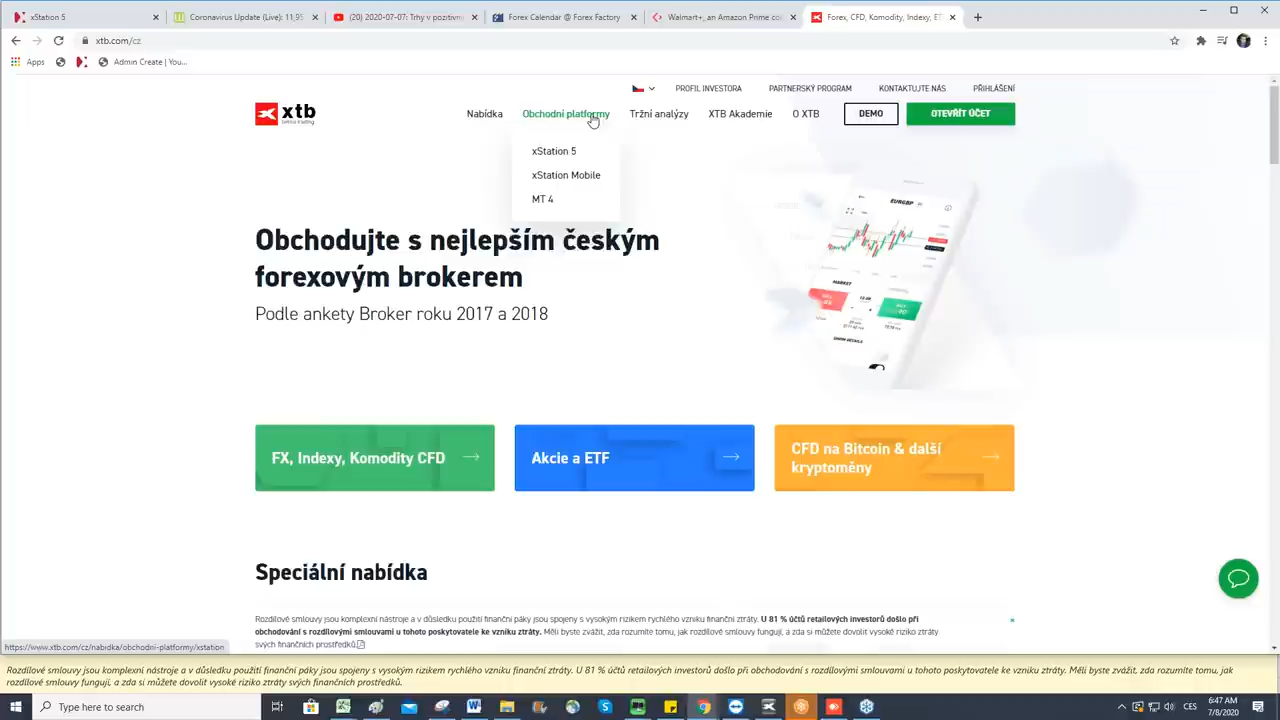 xStation 5
Coronavirus Update (Live): 11,95
(20) 2020-07-07: Trhy v pozitivn
Forex Calendar @ Forex Factory
Walmart+, an Amazon Prime co
Forex, CFD, Komodity, Indexy, ET
xtb.com/cz
Apps
Admin Create | You...
PROFIL INVESTORA
PARTNERSKÝ PROGRAM
KONTAKTUJTE NÁS
PŘIHLÁŠENÍ
xtb
Nabídka
Obchodní platformy
Tržní analýzy
XTB Akademie
O XTB
DEMO
OTEVŘÍT ÚČET
xStation 5
xStation Mobile
MT 4
EURGBP
MARKET
Obchodujte s nejlepším českým
forexovým brokerem
Podle ankety Broker roku 2017 a 2018
FX, Indexy, Komodity CFD
Akcie a ETF
CFD na Bitcoin & další
kryptoměny
Speciální nabídka
Rozdílové smlouvy jsou komplexní nástroje a v důsledku použití finanční páky jsou spojeny s vysokým rizikem rychlého vzniku finanční ztráty. U 81 % účtů retailových investorů došlo při
obchodování s rozdílovými smlouvami u tohoto poskytovatele ke vzniku ztráty. Měli byste zvážit, zda rozumíte tomu, jak rozdílové smlouvy fungují, a zda si můžete dovolit vysoké riziko ztráty
svých finančních prostředků.
https://www.xtb.com/cz/nabidka/obchodni-platformy/xstation
Rozdílové smlouvy jsou komplexní nástroje a v důsledku použití finanční páky jsou spojeny s vysokým rizikem rychlého vzniku finanční ztráty. U 81 % účtů retailových investorů došlo při obchodování s rozdílovými smlouvami u tohoto poskytovatele ke vzniku ztráty. Měli byste zvážit, zda rozumíte tomu, jak
rozdílové smlouvy fungují, a zda si můžete dovolit vysoké riziko ztráty svých finančních prostředků.
Type here to search
CES
6:47 AM
7/8/2020